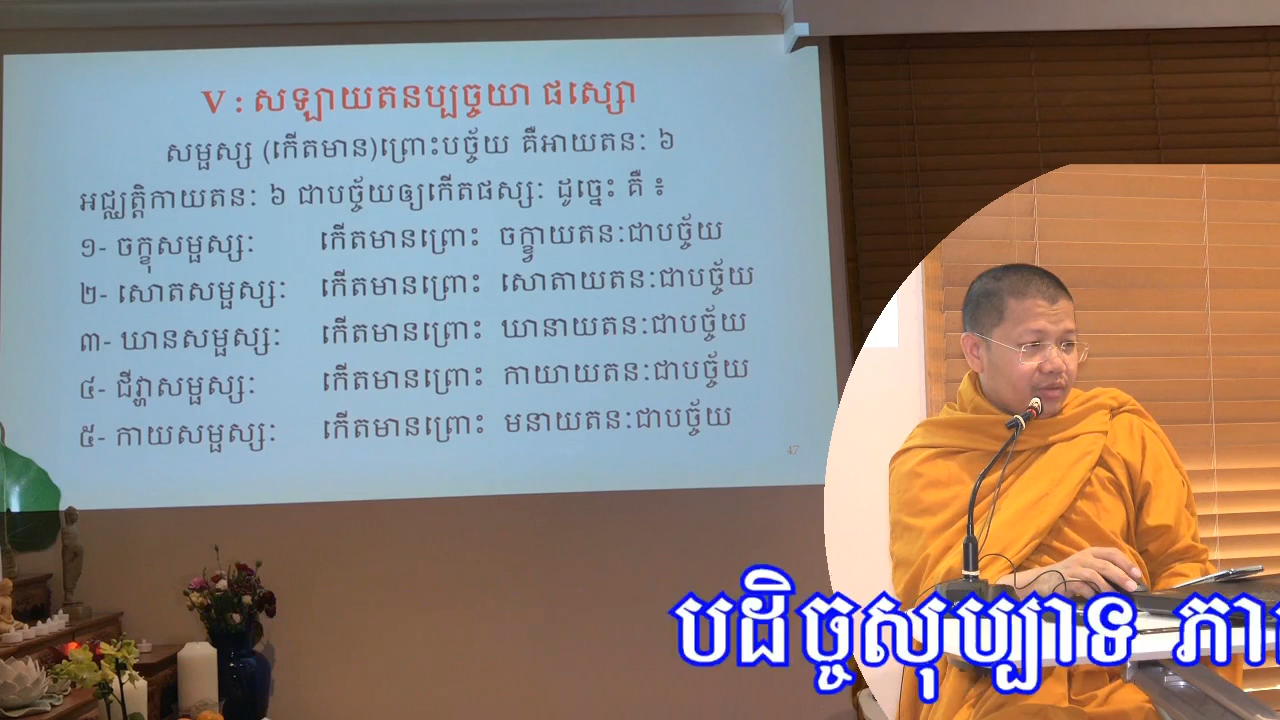 V : សឡាយតនប្បច្ចយា ផស្សោ
សម្ផស្ស (កើតមាន)ព្រោះបច្ច័យ គឺអាយតនៈ ៦
អជ្ឈត្តិកាយតនៈ ៦ ជាបច្ច័យឲ្យកើតផស្សៈ ដូច្នេះ គឺ ៖
១- ចក្ខុសម្ផស្សៈ កើតមានព្រោះ ចក្ខ្វាយតនៈជាបច្ច័យ
២- សោតសម្ផស្សៈ កើតមានព្រោះ សោតាយតនៈជាបច្ច័យ
៣- ឃានសម្ផស្សៈ កើតមានព្រោះ ឃានាយតនៈជាបច្ច័យ
៤- ជីវ្ហាសម្ផស្សៈ កើតមានព្រោះ កាយាយតនៈជាបច្ច័យ
៥- កាយសម្ផស្សៈ កើតមានព្រោះ មនាយតនៈជាបច្ច័យ
47
បដិច្ចសុប្បាទ ភា